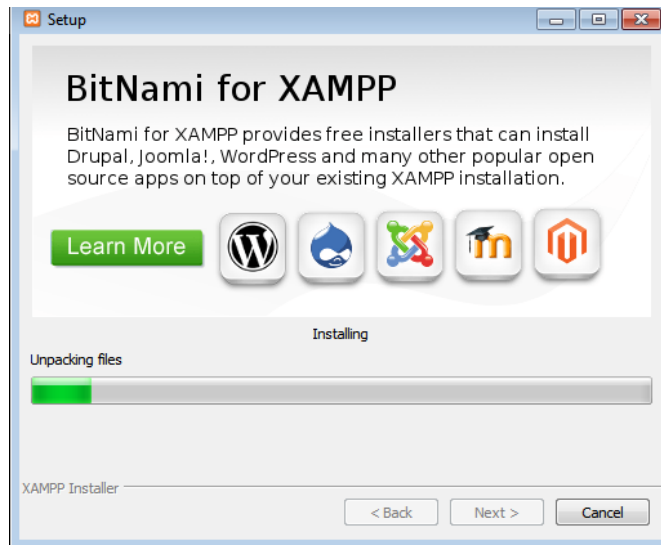 Setup
BitNami for XAMPP
BitNami for XAMPP provides free installers that can install
Drupal, Joomla!, WordPress and many other popular open
source apps on top of your existing XAMPP installation.
Learn More
Installing
Unpacking files
XAMPP Installer
< Back Next > Cancel